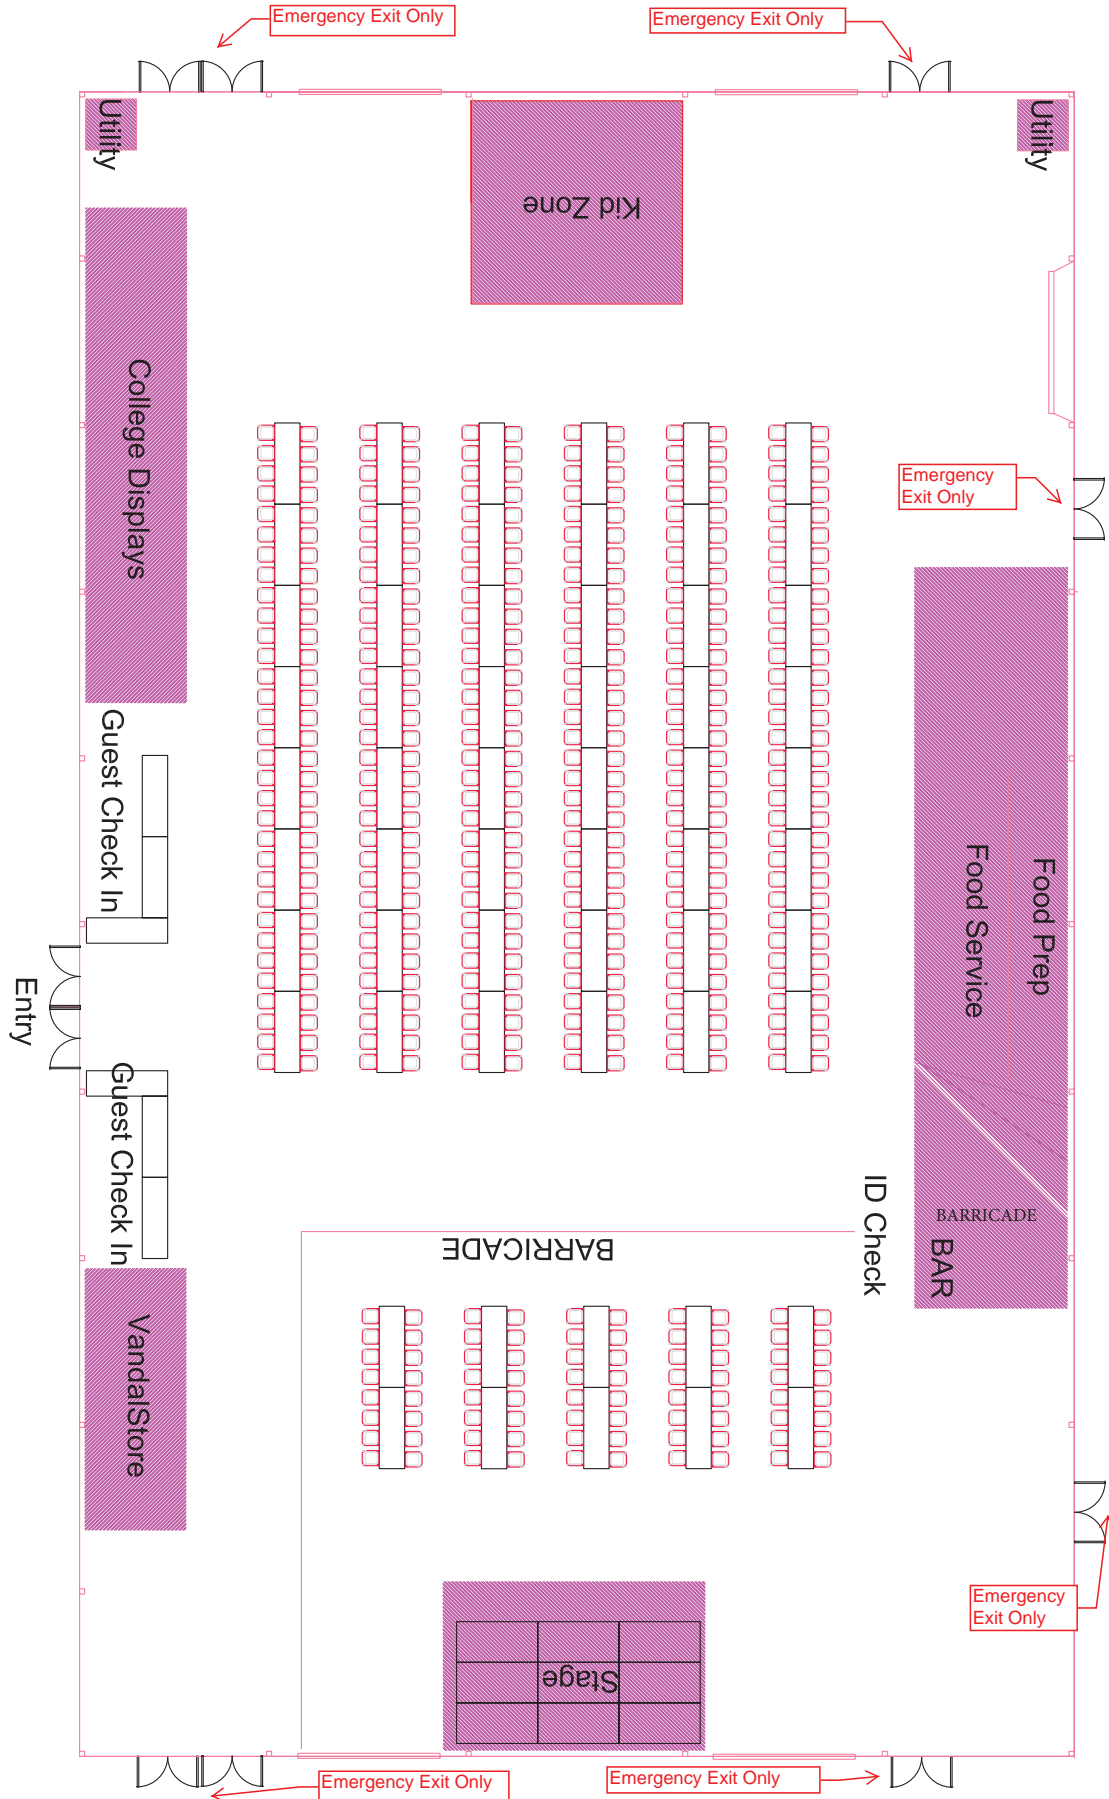 Emergency Exit Only
Emergency Exit Only
Utility
Utility
Kid Zone
College Displays
Emergency
Exit Only
Guest Check In
Food Service
Food Prep
Entry
Guest Check In
ID Check
BARRICADE
BARRICADE
BAR
VandalStore
Emergency
Exit Only
Stage
Emergency Exit Only
Emergency Exit Only